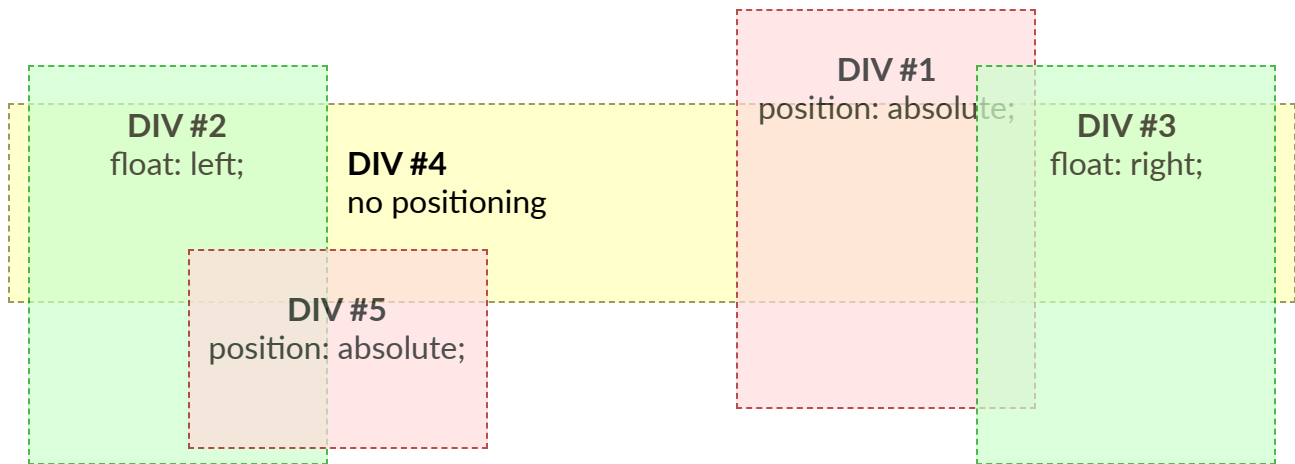 DIV #1
position: absolute;
DIV #2
float: left;
DIV #3
float: right;
DIV #4
no positioning
DIV #5
position: absolute;